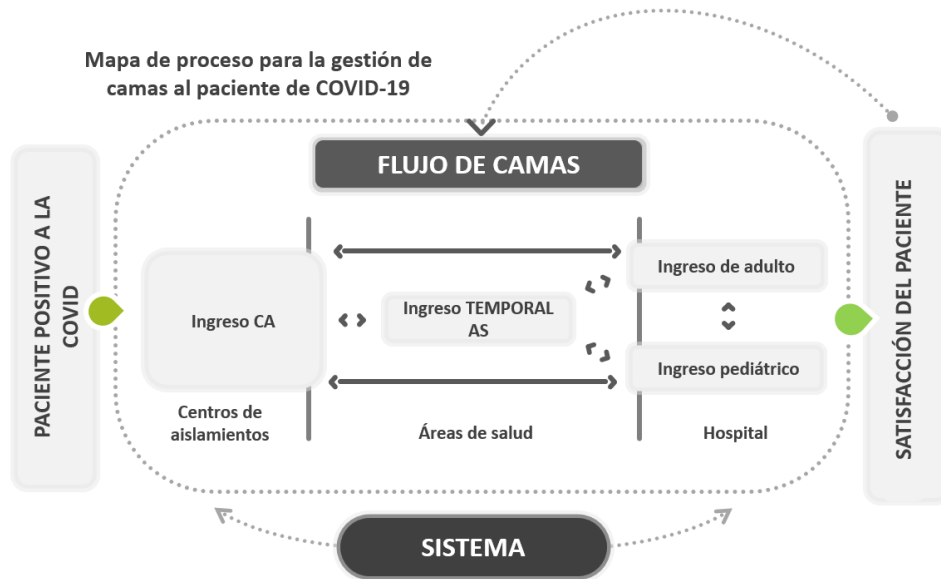 Mapa de proceso para la gestión de
camas al paciente de COVID-19
FLUJO DE CAMAS
PACIENTE POSITIVO A LA
COVID
Ingreso CA
Ingreso TEMPORAL
AS
Ingreso de adulto
Ingreso pediátrico
Centros de
aislamientos
Áreas de salud
Hospital
SATISFACCIÓN DEL PACIENTE
SISTEMA